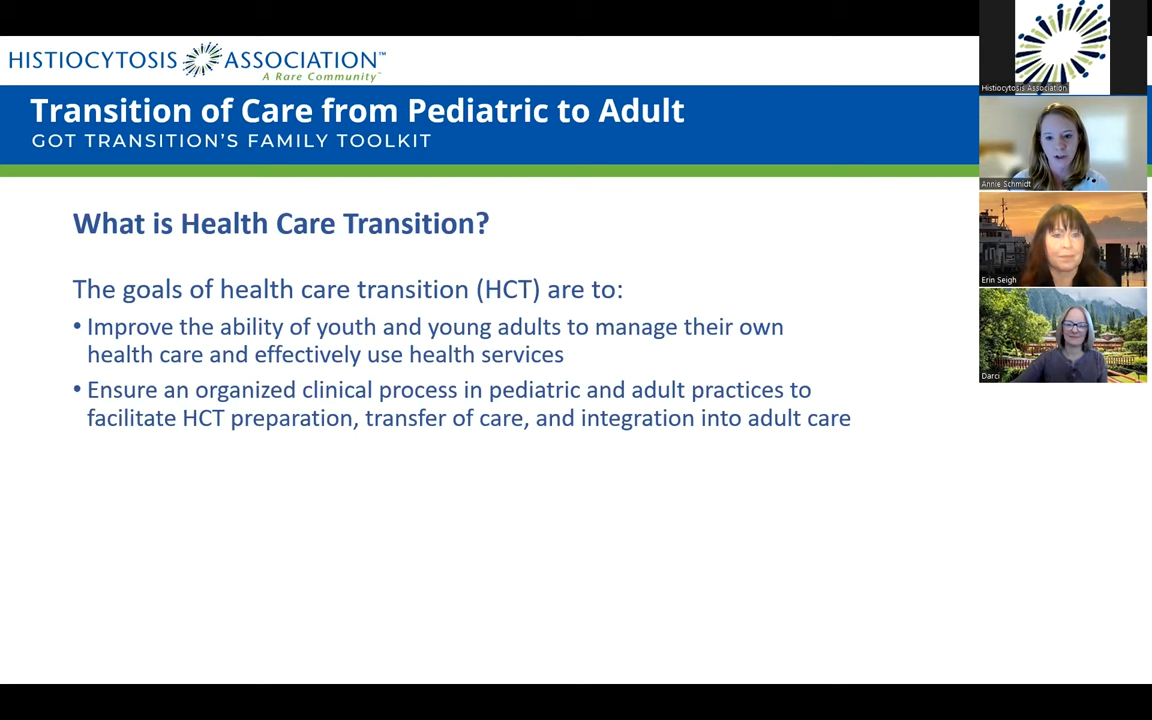 HISTIOCYTOSIS ASSOCIATION™
A Rare Community™
Transition of Care from Pediatric to Adult
GOT TRANSITION'S FAMILY TOOLKIT
What is Health Care Transition?
The goals of health care transition (HCT) are to:
• Improve the ability of youth and young adults to manage their own
health care and effectively use health services
• Ensure an organized clinical process in pediatric and adult practices to
facilitate HCT preparation, transfer of care, and integration into adult care
Histiocytosis Association
Annie Schmidt
Erin Seigh
Darci